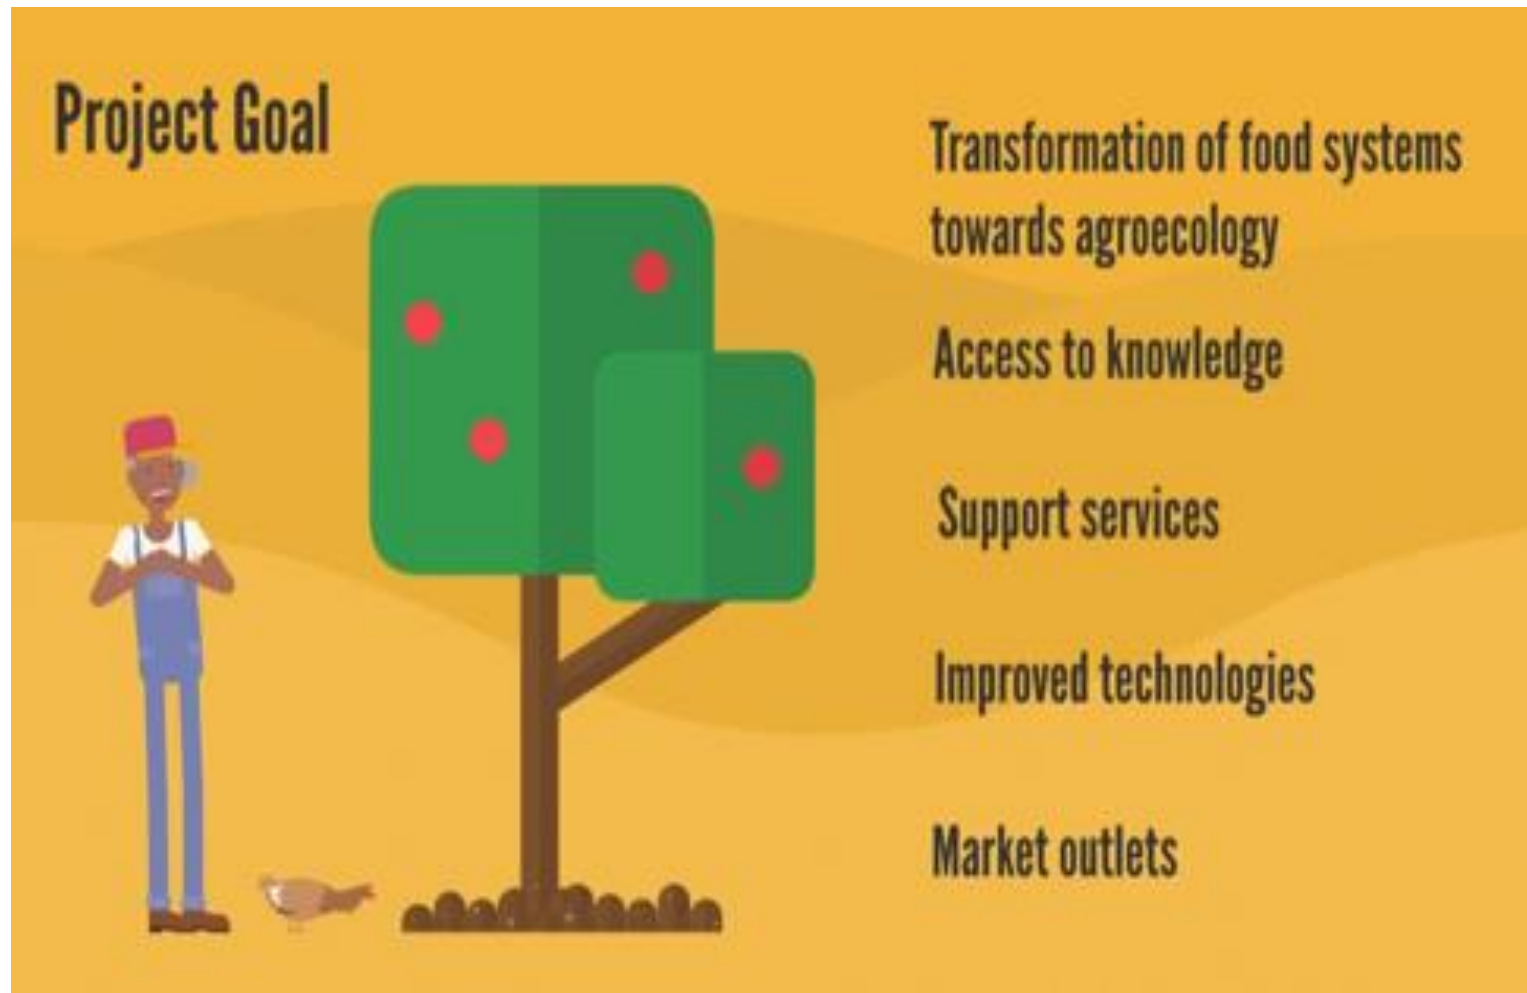 Project Goal
Transformation of food systems
towards agroecology
Access to knowledge
Support services
Improved technologies
Market outlets